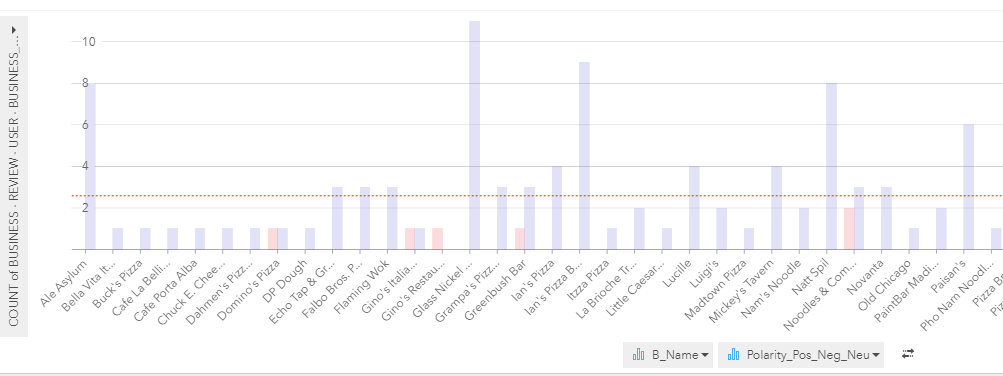 COUNT of BUSINESS · REVIEW · USER · BUSINESS_...
10
8
6
4
2
Ale Asylum
Bella Vita It...
Buck's Pizza
Cafe La Belli...
Cafe Porta Alba
Chuck E. Chee...
Dahmen's Pizz...
Domino's Pizza
DP Dough
Echo Tap & Gr...
Falbo Bros. P...
Flaming Wok
Gino's Italia...
Gino's Restau...
Glass Nickel ...
Grampa's Pizz...
Greenbush Bar
Ian's Pizza
Ian's Pizza B...
Itzza Pizza
La Brioche Tr...
Little Caesar...
Lucille
Luigi's
Madtown Pizza
Mickey's Tavern
Nam's Noodle
Natt Spil
Noodles & Com...
Novanta
Old Chicago
PaintBar Madi...
Paisan's
Pho Nam Noodl...
Pizza B
Piz
B_Name
Polarity_Pos_Neg_Neu